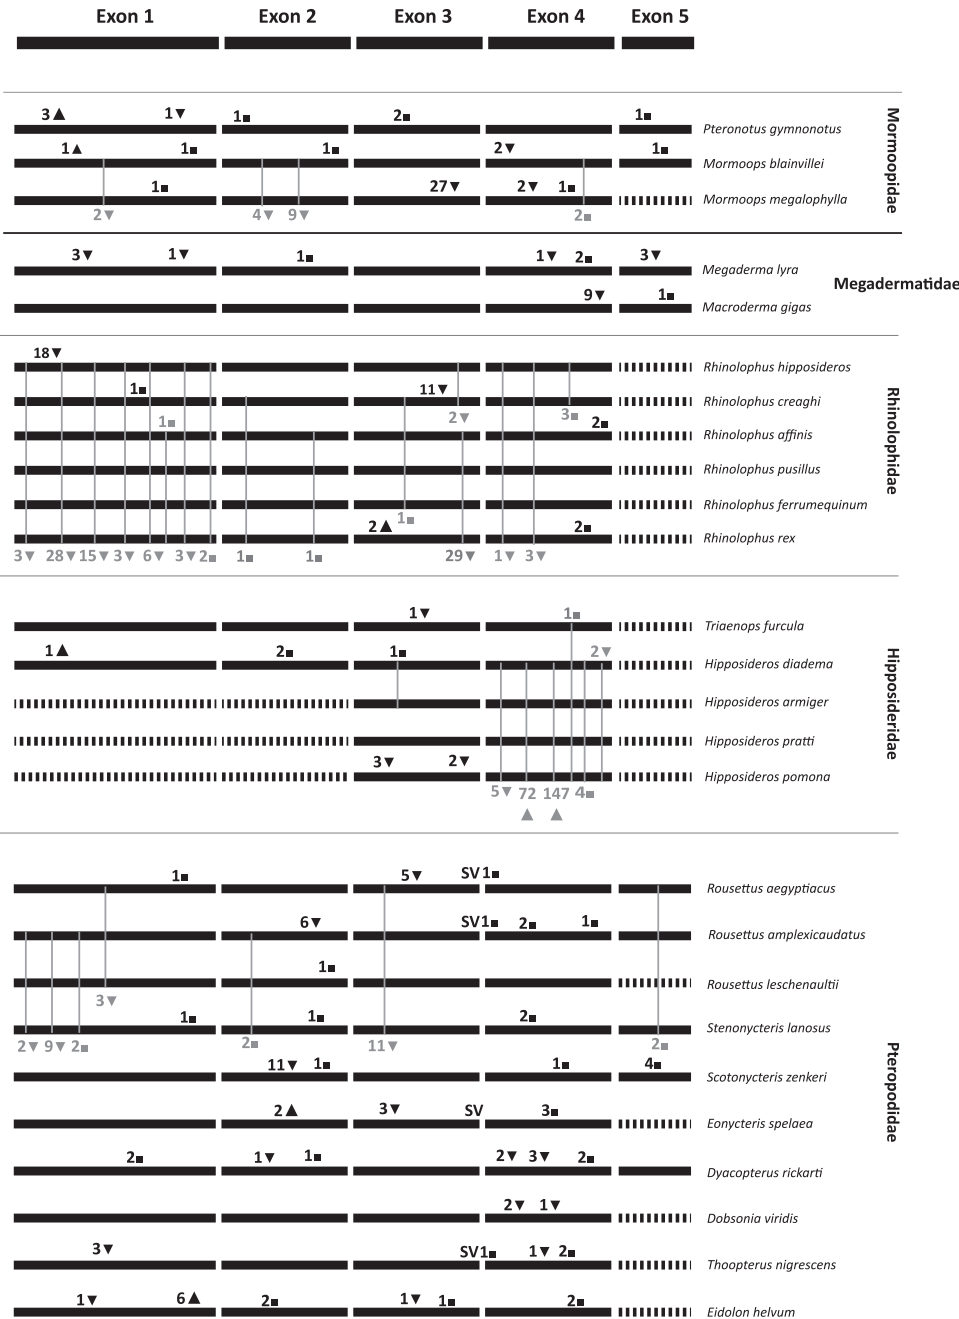 Exon 1 Exon 2 Exon 3 Exon 4 Exon 5
Mormoopidae
3▲ 1▼ 1■ 2■ 1■
Pteronotus gymnonotus
1▲ 1■ 1■ 2▼ 1■
Mormoops blainvillei
1■ 27▼ 2▼ 1■
Mormoops megalophylla
2▼ 4▼ 9▼ 2■
Megadermatidae
3▼ 1▼ 1■ 1▼ 2■ 3▼
Megaderma lyra
9▼ 1■
Macroderma gigas
Rhinolophidae
18▼
Rhinolophus hipposideros
1■ 11▼
Rhinolophus creaghi
2▼ 3■
1■ 2■
Rhinolophus affinis
Rhinolophus pusillus
Rhinolophus ferrumequinum
1■
2▲ 2■
Rhinolophus rex
3▼ 28▼ 15▼ 3▼ 6▼ 3▼ 2■ 1■ 1■ 29▼ 1▼ 3▼
Hipposideridae
1▼ 1■
Triaenops furcula
1▲ 2■ 1■ 2▼
Hipposideros diadema
Hipposideros armiger
Hipposideros pratti
3▼ 2▼
Hipposideros pomona
5▼ 72 147 4■
▲ ▲
Pteropodidae
1■ 5▼ SV 1■
Rousettus aegyptiacus
6▼ SV 1■ 2■ 1■
Rousettus amplexicaudatus
1■
Rousettus leschenaultii
3▼
1■ 1■ 2■
Stenonycteris lanosus
2▼ 9▼ 2■ 2■ 11▼ 2■
11▼ 1■ 1■ 4■
Scotonycteris zenkeri
2▲ 3▼ SV 3■
Eonycteris spelaea
2■ 1▼ 1■ 2▼ 3▼ 2■
Dyacopterus rickarti
2▼ 1▼
Dobsonia viridis
3▼ SV 1■ 1▼ 2■
Thoopterus nigrescens
1▼ 6▲ 2■ 1▼ 1■ 2■
Eidolon helvum